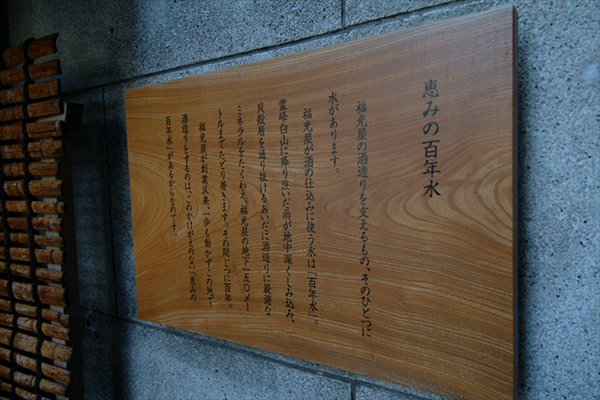 恵みの百年水
福光屋の酒造りを支えるもの、そのひとつに
水があります。
福光屋が酒の仕込みに使う水は、「百年水」。
霊峰白山に降り注いだ雨が地中深くしみ込み、
貝殻層を通り抜けるあいだに酒造りに最適な
ミネラルをたくわえ、福光屋の地下一五〇メー
トルまでたどり着きます。その間じつに百年。
福光屋が創業以来、一歩も動かずこの地で、
酒造りをするのは、このかけがえのない「恵みの
百年水」があるからなのです。